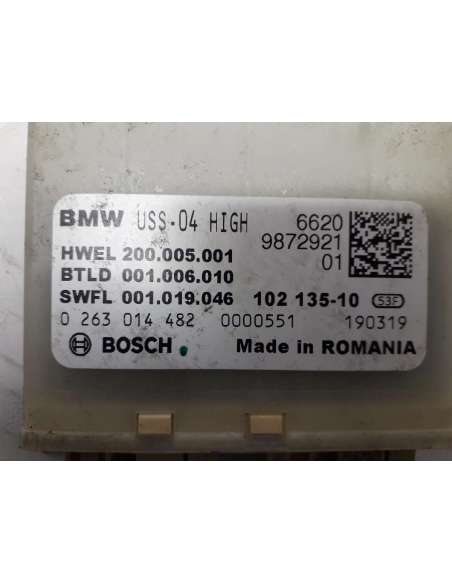 BMW USS-04 HIGH 6620
9872921
HWEL 200.005.001 01
BTLD 001.006.010
SWFL 001.019.046 102 135-10 S3F
0 263 014 482 0000551 190319
BOSCH Made in ROMANIA